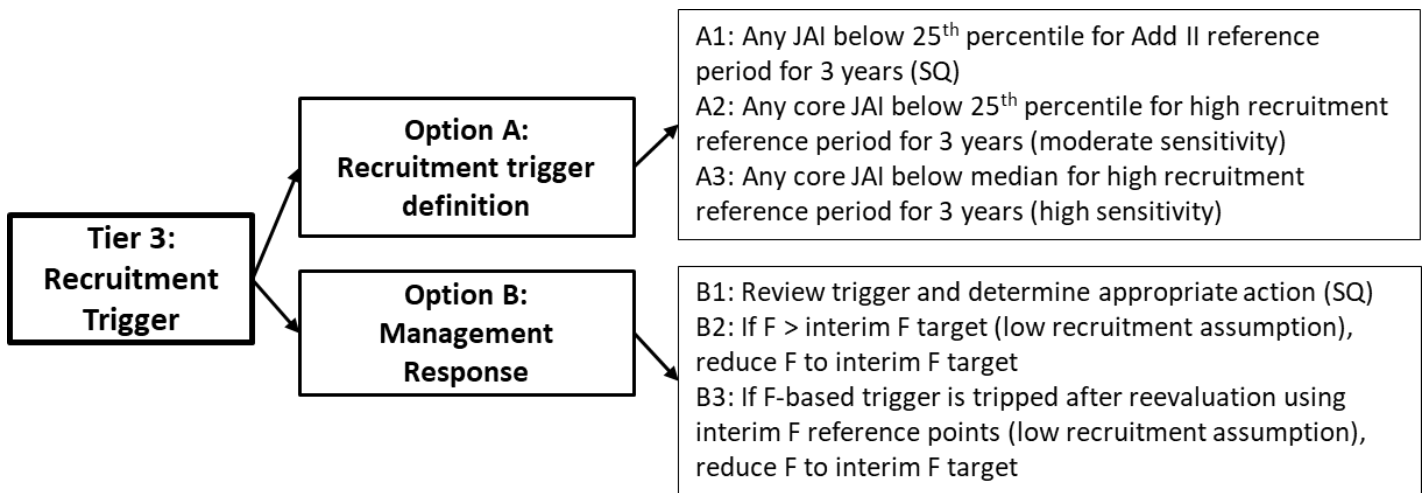 Tier 3:
Recruitment
Trigger
Option A:
Recruitment trigger
definition
A1: Any JAI below 25th percentile for Add II reference
period for 3 years (SQ)
A2: Any core JAI below 25th percentile for high recruitment
reference period for 3 years (moderate sensitivity)
A3: Any core JAI below median for high recruitment
reference period for 3 years (high sensitivity)
Option B:
Management
Response
B1: Review trigger and determine appropriate action (SQ)
B2: If F > interim F target (low recruitment assumption),
reduce F to interim F target
B3: If F-based trigger is tripped after reevaluation using
interim F reference points (low recruitment assumption),
reduce F to interim F target